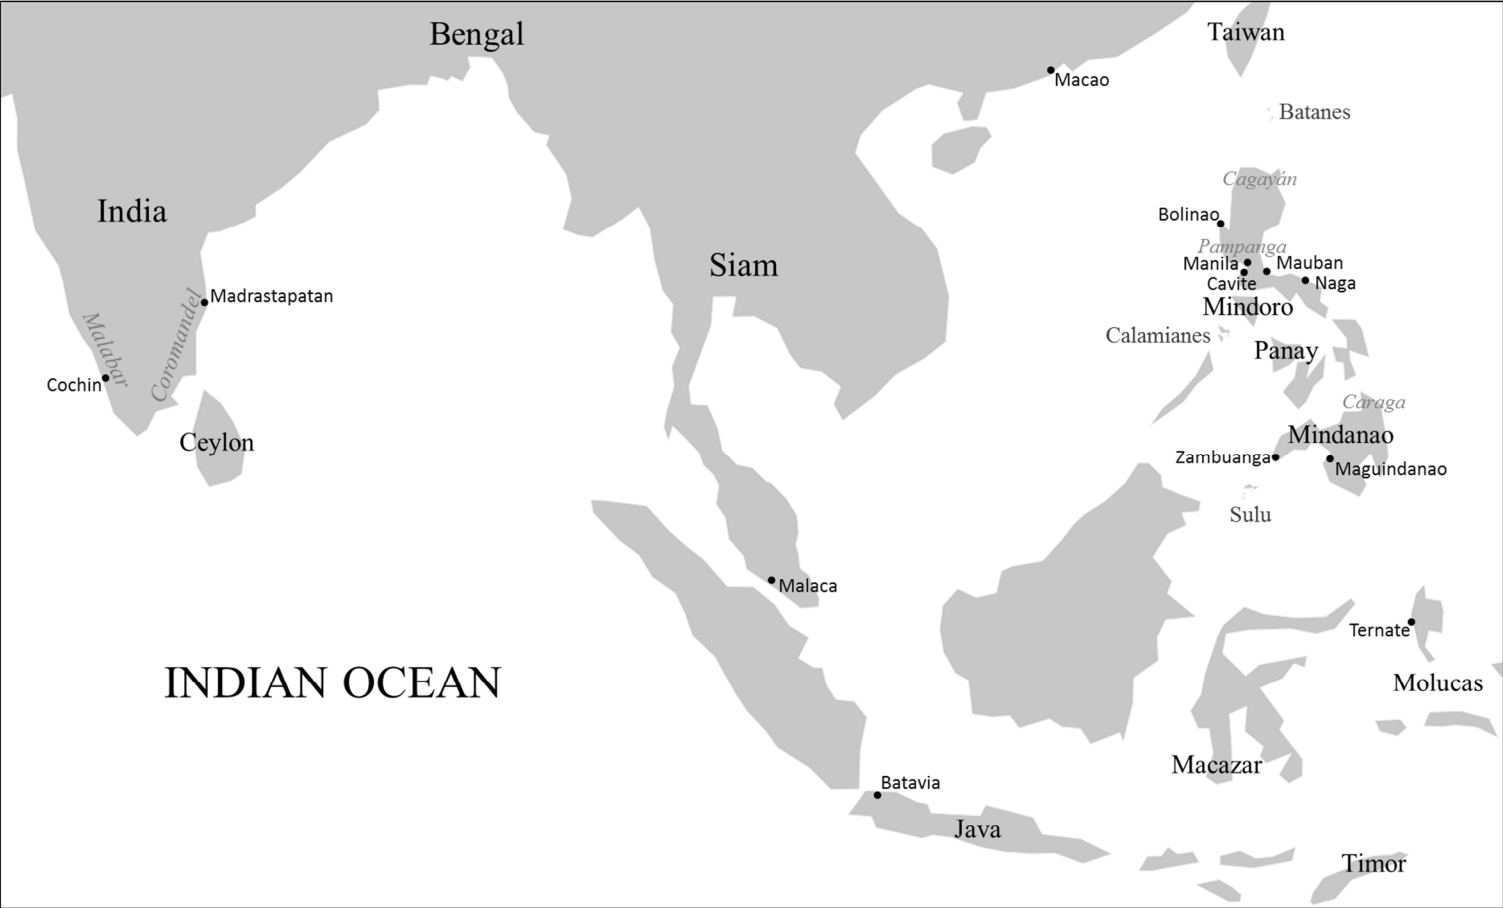 Bengal
Taiwan
Macao
Batanes
Cagayán
India
Bolinao
Siam
Pampanga
Manila
Mauban
Cavite
Naga
Madrastapatan
Mindoro
Malabar
Coromandel
Calamianes
Panay
Cochin
Caraga
Ceylon
Mindanao
Zambuanga
Maguindanao
Sulu
Malaca
Ternate
INDIAN OCEAN
Molucas
Macazar
Batavia
Java
Timor